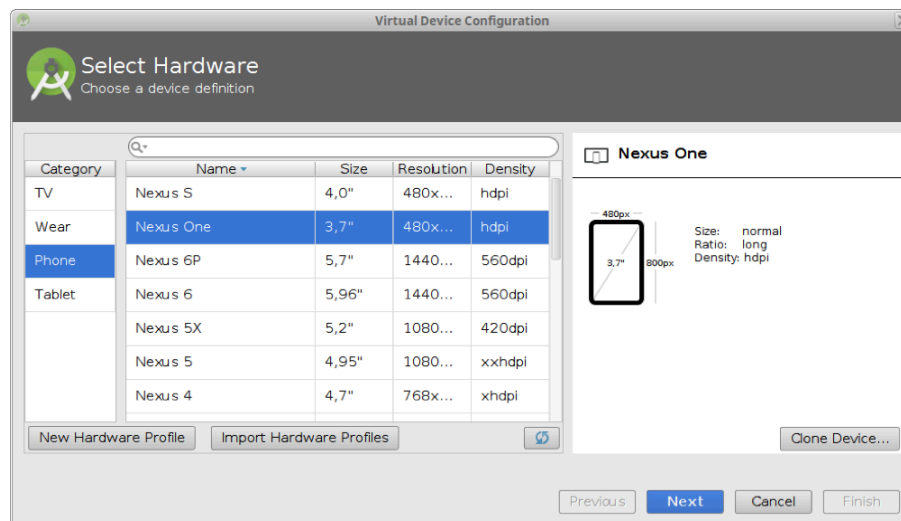 Virtual Device Configuration
Select Hardware
Choose a device definition
Category
TV
Wear
Phone
Tablet
Name Size Resolution Density
Nexus S 4,0" 480x... hdpi
Nexus One 3,7" 480x... hdpi
Nexus 6P 5,7" 1440... 560dpi
Nexus 6 5,96" 1440... 560dpi
Nexus 5X 5,2" 1080... 420dpi
Nexus 5 4,95" 1080... xxhdpi
Nexus 4 4,7" 768x... xhdpi
New Hardware Profile Import Hardware Profiles
Nexus One
480px
3,7" 800px
Size: normal
Ratio: long
Density: hdpi
Clone Device...
Previous Next Cancel Finish